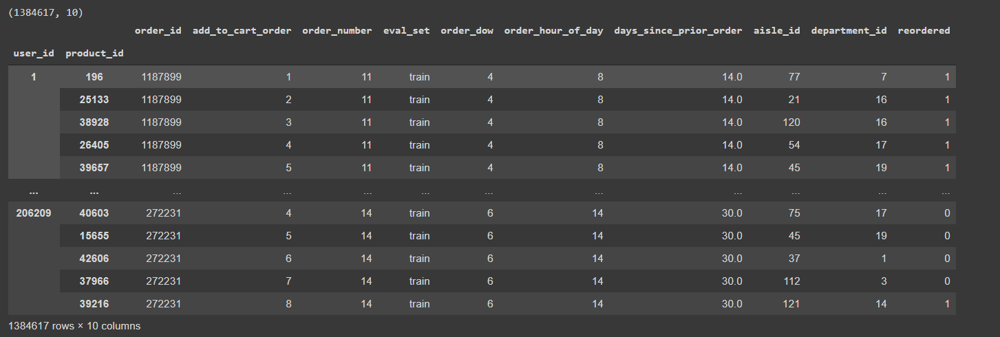 (1384617, 10)
order_id add_to_cart_order order_number eval_set order_dow order_hour_of_day days_since_prior_order aisle_id department_id reordered
user_id product_id
1 196 1187899 1 11 train 4 8 14.0 77 7 1
25133 1187899 2 11 train 4 8 14.0 21 16 1
38928 1187899 3 11 train 4 8 14.0 120 16 1
26405 1187899 4 11 train 4 8 14.0 54 17 1
39657 1187899 5 11 train 4 8 14.0 45 19 1
... ... ... ... ... ... ... ... ... ... ... ...
206209 40603 272231 4 14 train 6 14 30.0 75 17 0
15655 272231 5 14 train 6 14 30.0 45 19 0
42606 272231 6 14 train 6 14 30.0 37 1 0
37966 272231 7 14 train 6 14 30.0 112 3 0
39216 272231 8 14 train 6 14 30.0 121 14 1
1384617 rows × 10 columns